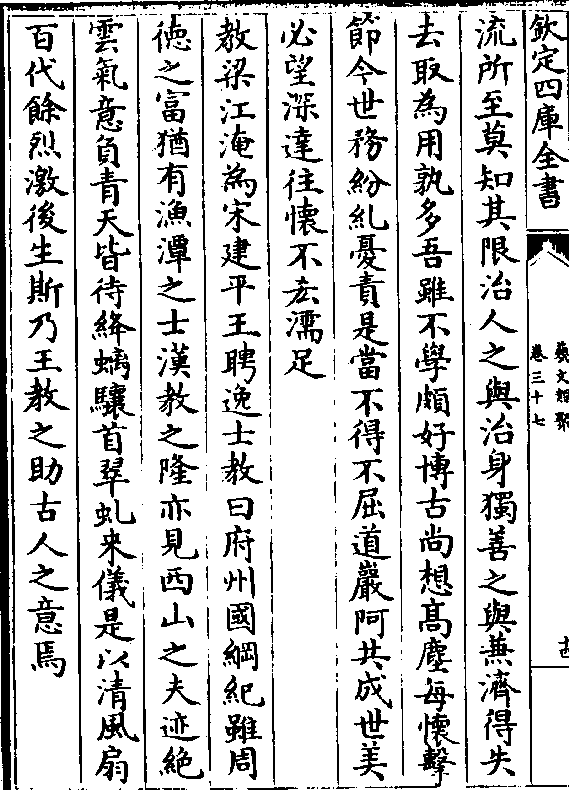 欽定四庫全書
藝文類聚
卷三十七
十四
流所至莫知其限治人之與治身獨善之與蒹濟得失
去取為用孰多吾雖不學頗好博古尚想髙塵每懷擊
節今世務紛糺憂責是當不得不屈道巖阿共成世美
必望深達往懷不忘濡足
教梁江淹為宋建平王聘逸士教曰府州國綱紀雖周
徳之富猶有漁潭之士漢教之隆亦見西山之夫迹絶
雲氣意負青天皆待絳螭驤首翠虬来儀是以清風扇
百代餘烈激後生斯乃王教之助古人之意焉